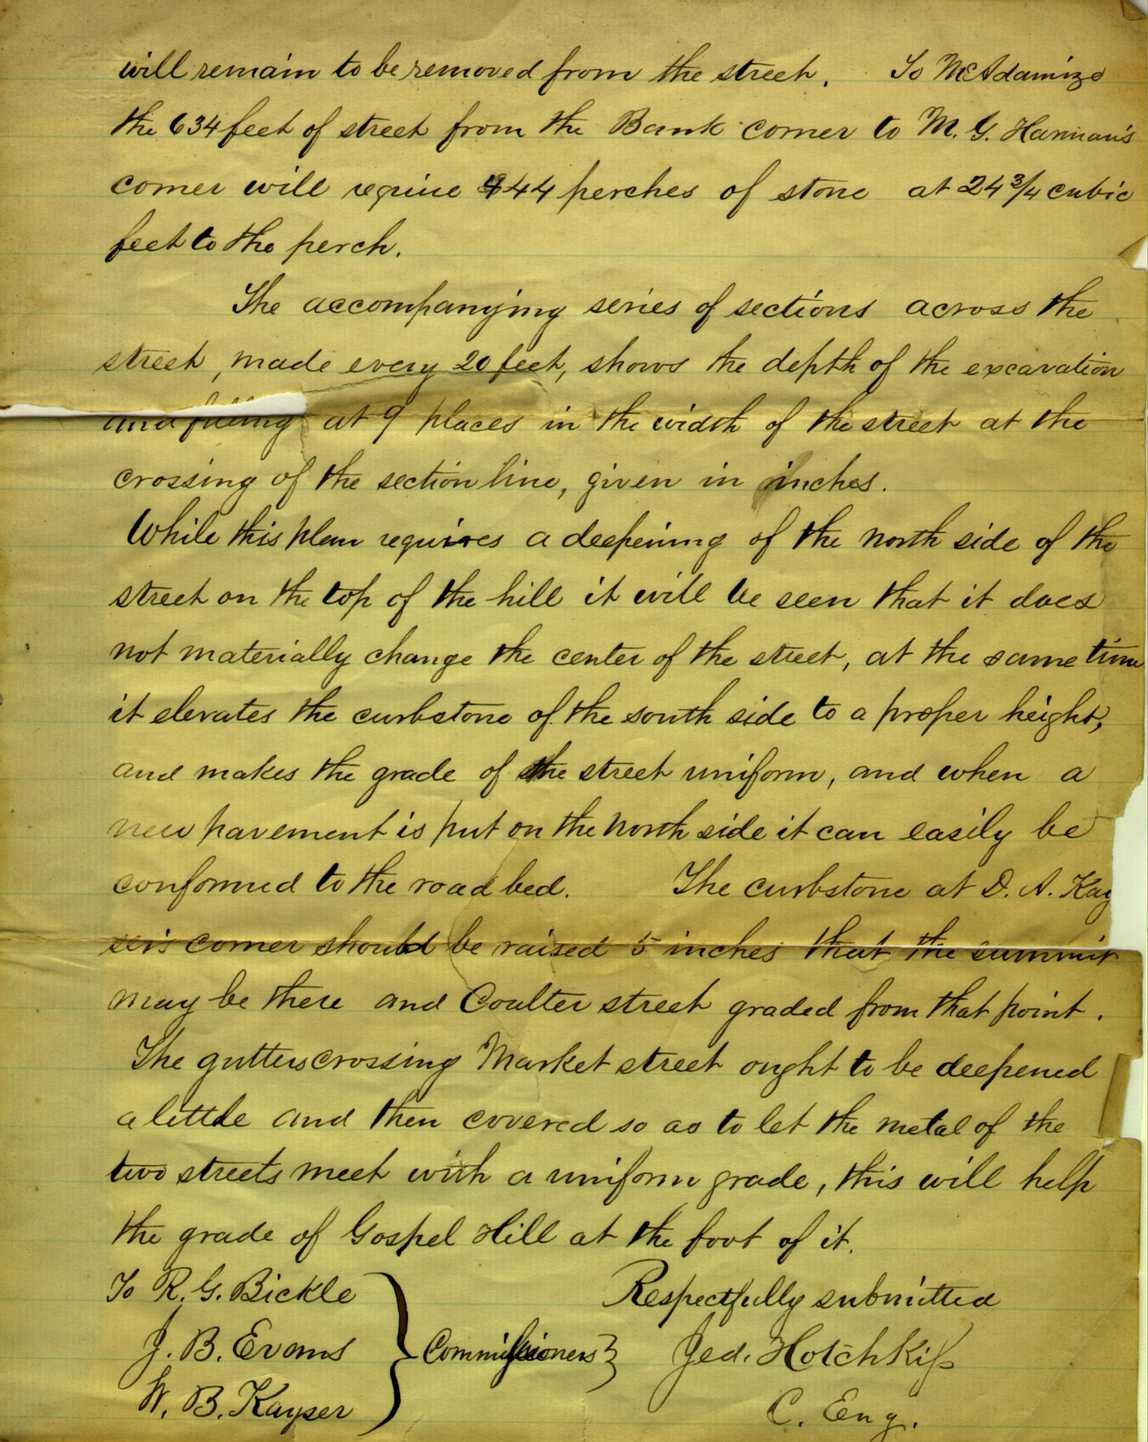 will remain to be removed from the street. To McAdamize
the 634 feet of street from the Bank corner to M. G. Harman's
corner will require 444 perches of stone at 24 3/4 cubic
feet to the perch.
The accompanying series of sections across the
street, made every 20 feet, shows the depth of the excavation
and filling at 9 places in the width of the street at the
crossing of the section line, given in inches.
While this plan requires a deepening of the north side of the
street on the top of the hill it will be seen that it does
not materially change the center of the street, at the same time
it elevates the curbstone of the south side to a proper height,
and makes the grade of the street uniform, and when a
new pavement is put on the North side it can easily be
conformed to the road bed. The curbstone at D. A. Kay
ser's corner should be raised 5 inches that the summit
may be there and Coulter street graded from that point.
The gutters crossing Market street ought to be deepened
a little and then covered so as to let the metal of the
two streets meet with a uniform grade, this will help
the grade of Gospel Hill at the foot of it.
To R. G. Bickle
J. B. Evans
W. B. Kayser
Commissioners
Respectfully submitted
Jed. Hotchkiss
C. Eng.